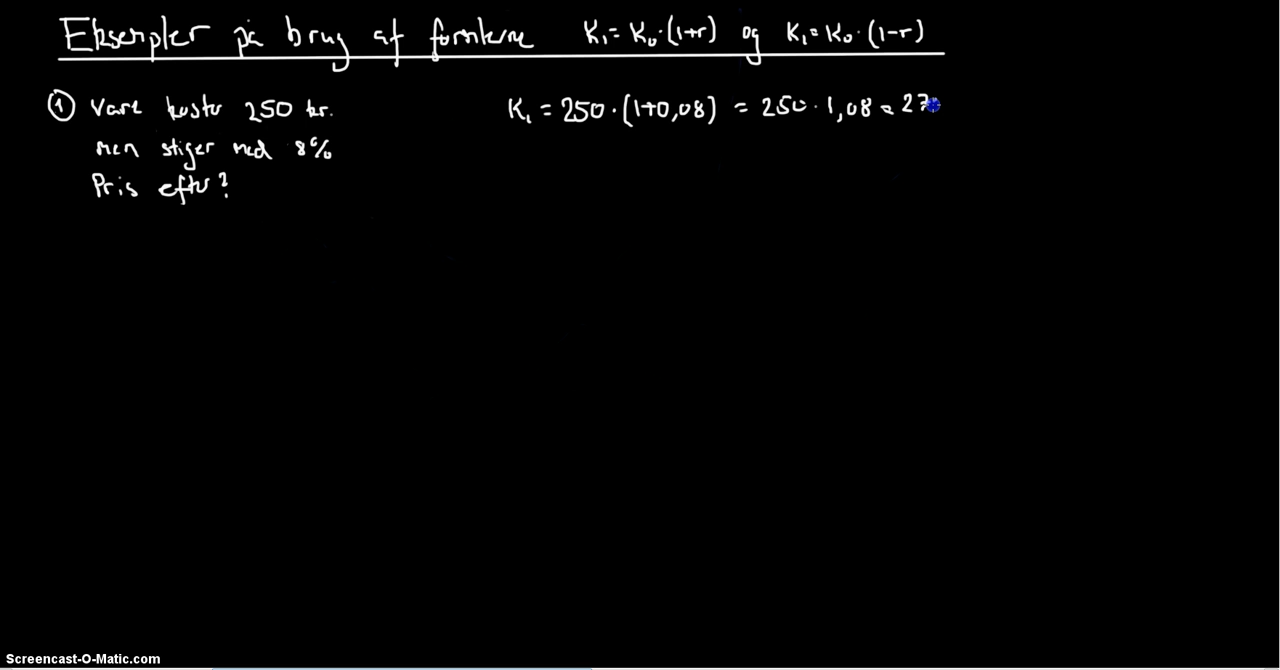 Eksempler på brug af formlerne K₁ = K₀ · (1+r) og K₁ = K₀ · (1-r)
① Vare koster 250 kr. K₁ = 250 · (1+0,08) = 250 · 1,08 = 27
men stiger med 8%
Pris efter?
Screencast-O-Matic.com